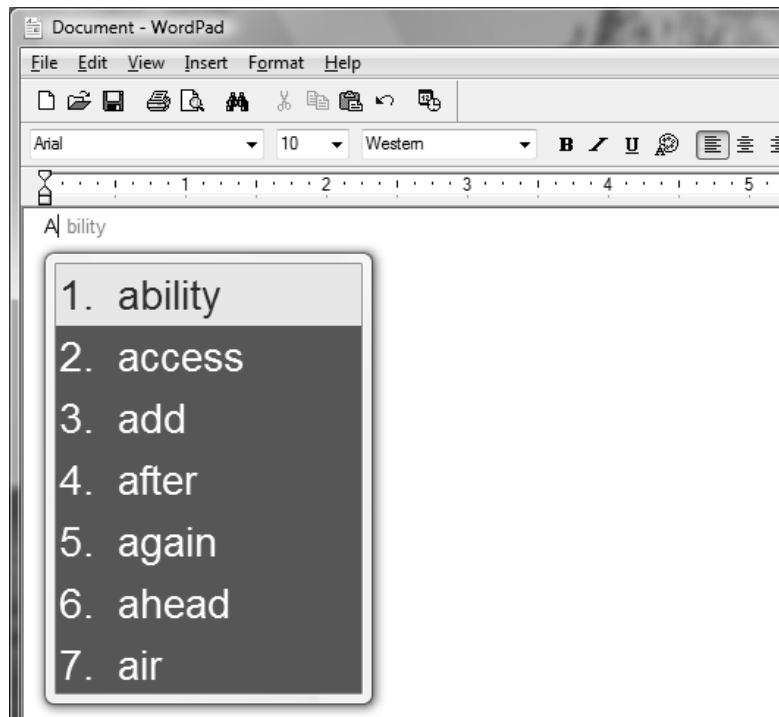 Document - WordPad
File Edit View Insert Format Help
Arial 10 Western B I U A
1 2 3 4 5
A bility
1. ability
2. access
3. add
4. after
5. again
6. ahead
7. air